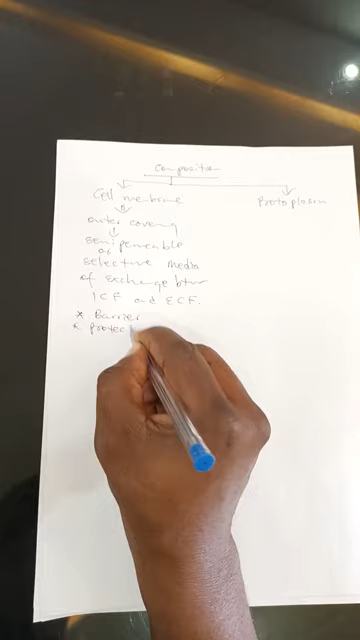 Composition
Cell membrane
Protoplasm
outer covering
semi permeable
or
selective media
of exchange btw
ICF and ECF.
* Barrier
* protec